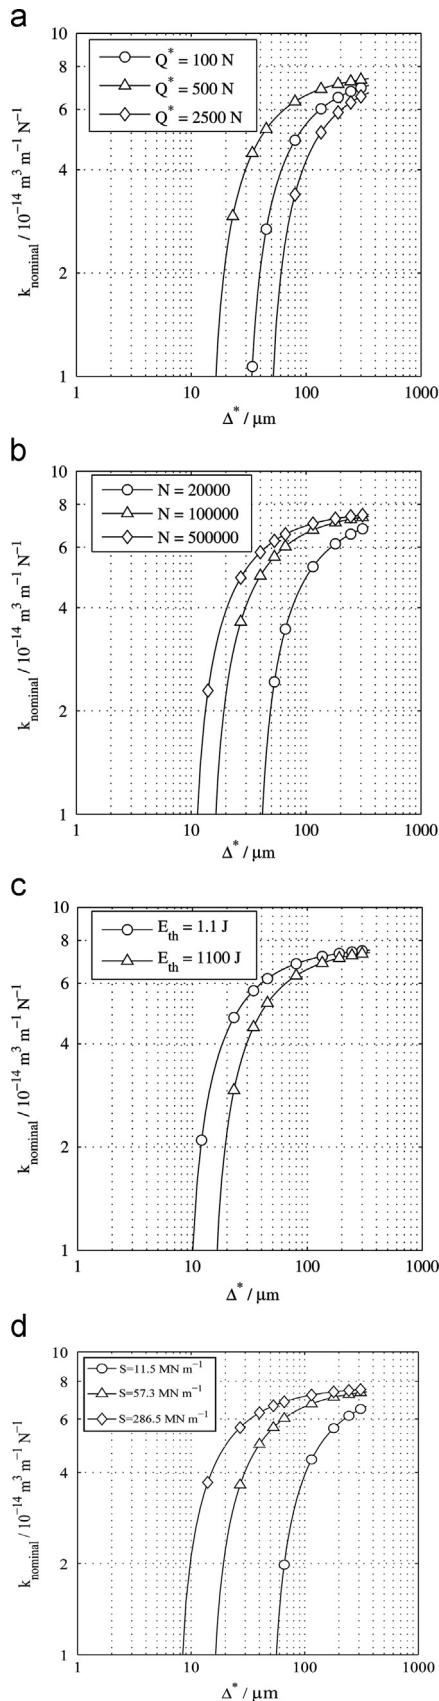 a
10
8
6
4
2
1
Q* = 100 N
Q* = 500 N
Q* = 2500 N
k_nominal / 10⁻¹⁴ m³ m⁻¹ N⁻¹
1 10 100 1000
Δ* / μm
b
10
8
6
4
2
1
N = 20000
N = 100000
N = 500000
k_nominal / 10⁻¹⁴ m³ m⁻¹ N⁻¹
1 10 100 1000
Δ* / μm
c
10
8
6
4
2
1
E_th = 1.1 J
E_th = 1100 J
k_nominal / 10⁻¹⁴ m³ m⁻¹ N⁻¹
1 10 100 1000
Δ* / μm
d
10
8
6
4
2
1
S=11.5 MN m⁻¹
S=57.3 MN m⁻¹
S=286.5 MN m⁻¹
k_nominal / 10⁻¹⁴ m³ m⁻¹ N⁻¹
1 10 100 1000
Δ* / μm